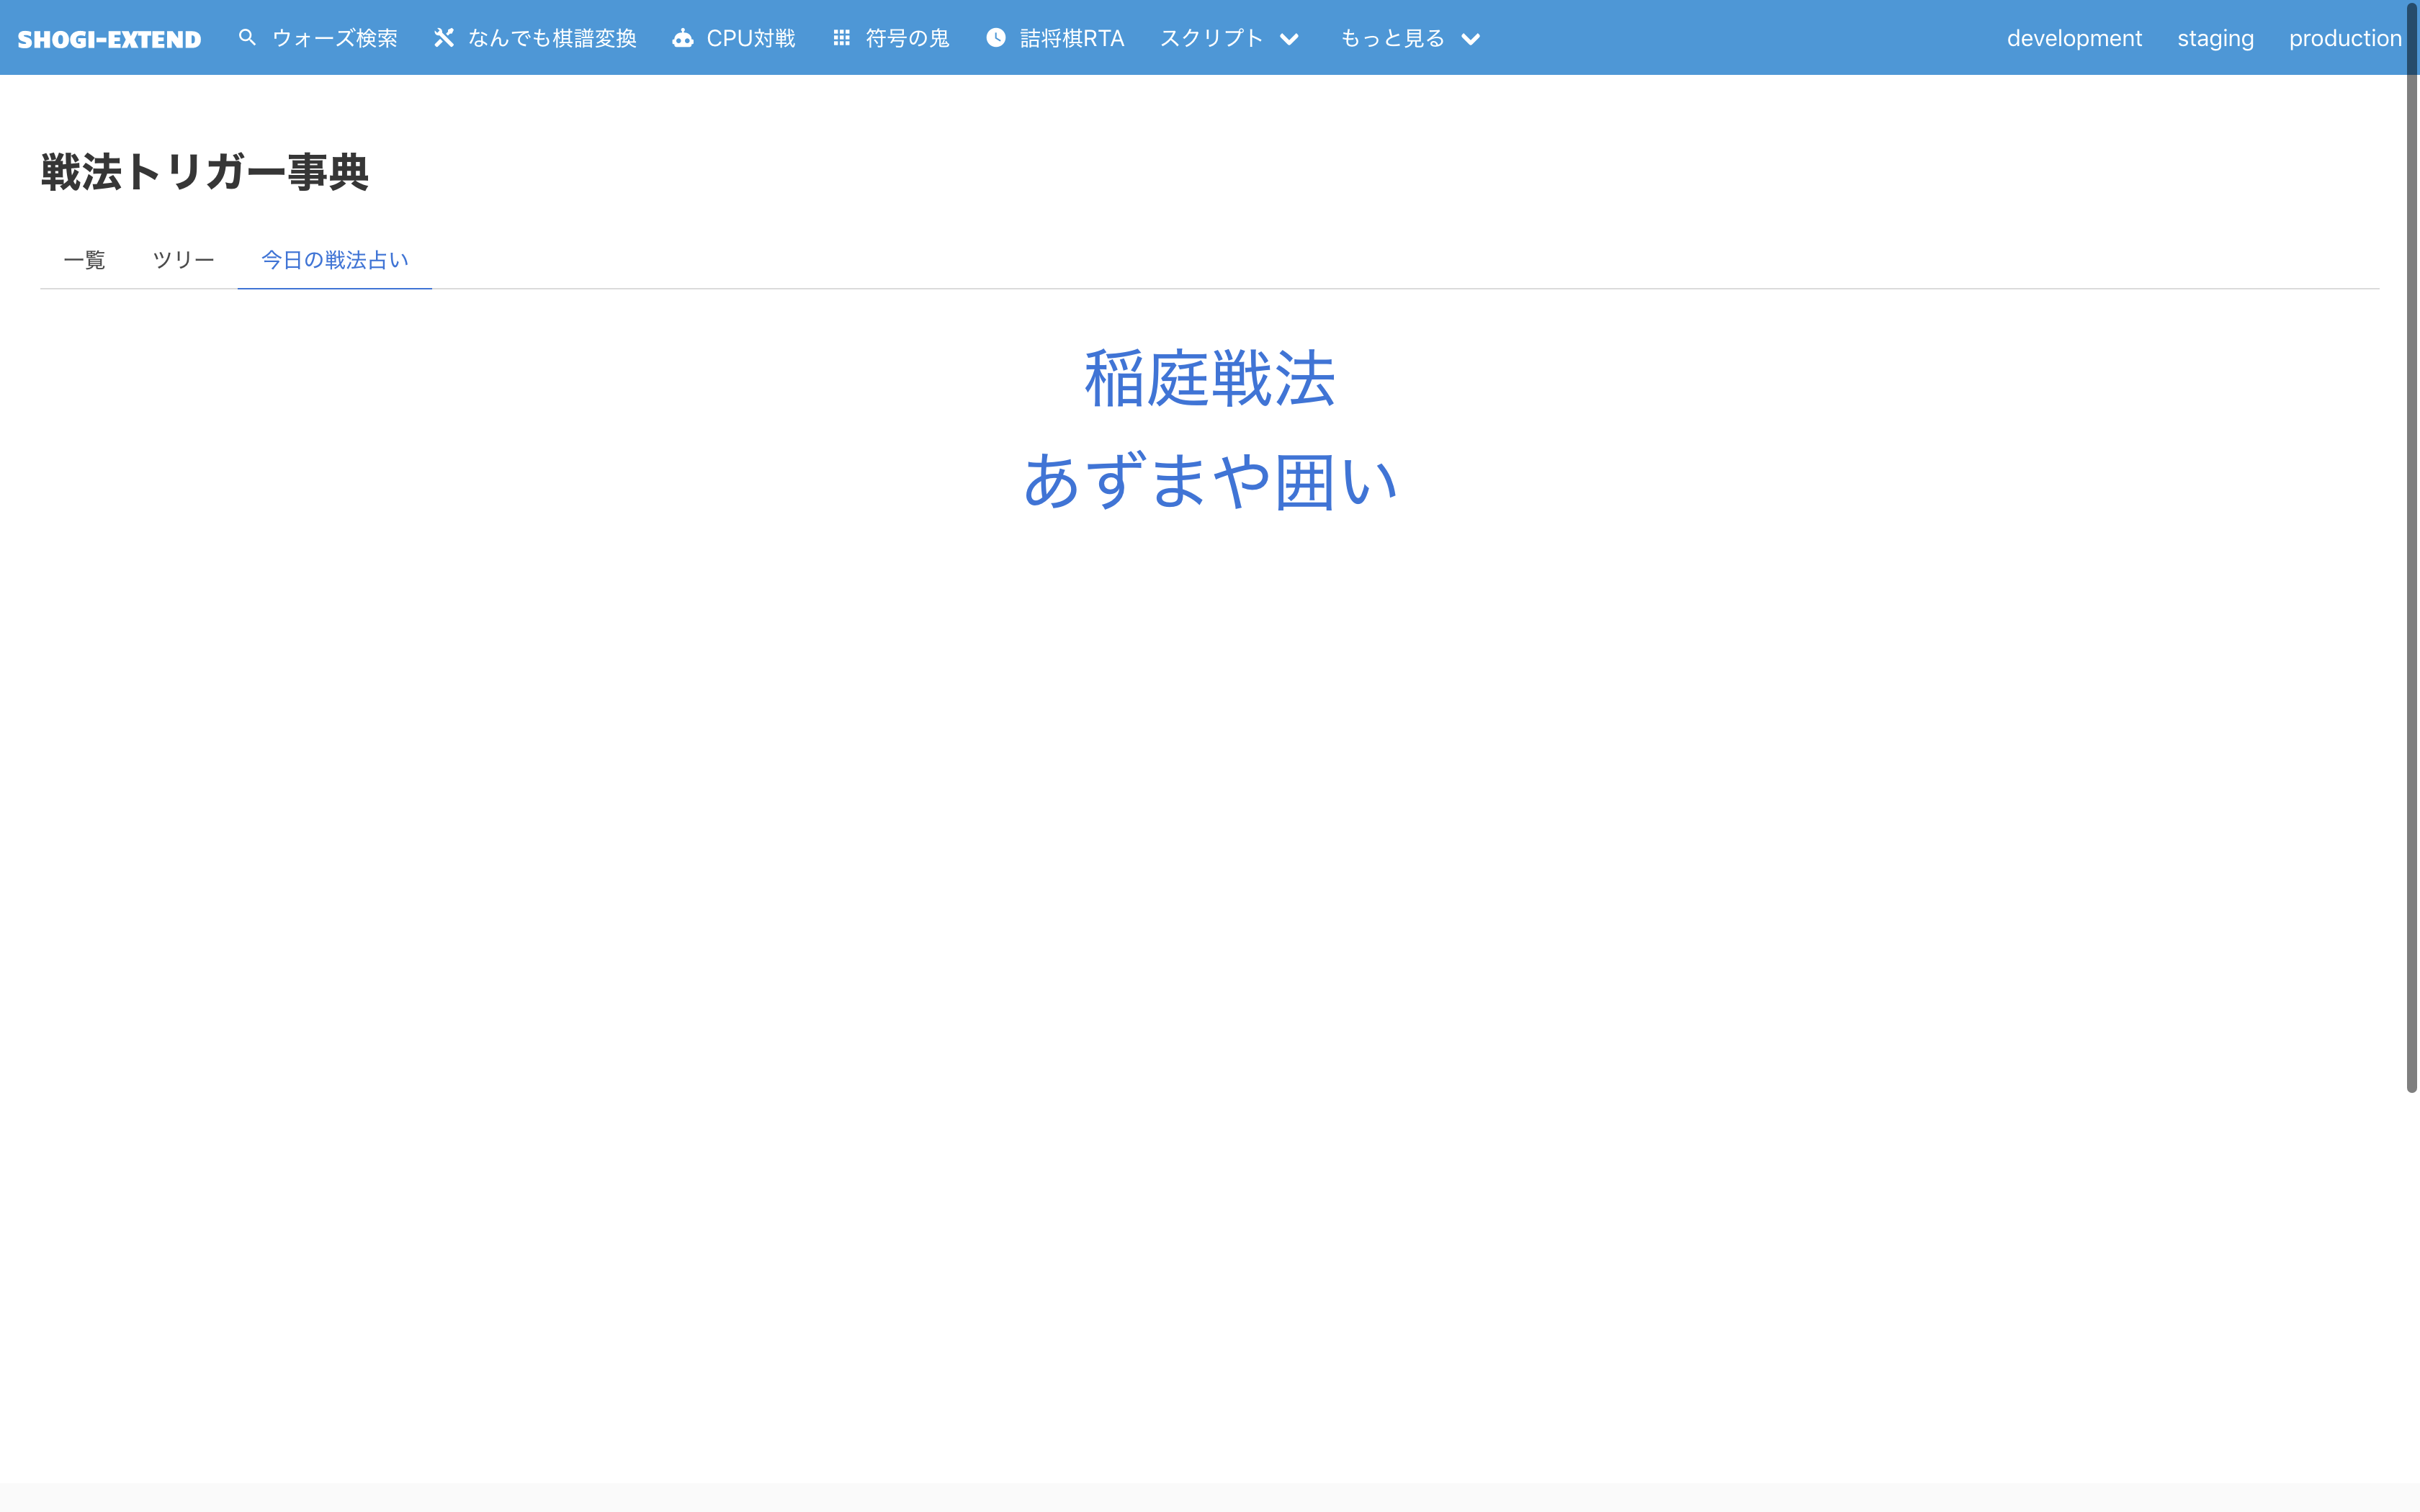 SHOGI-EXTEND ウォーズ検索 なんでも棋譜変換 CPU対戦 符号の鬼 詰将棋RTA スクリプト もっと見る development staging production
戦法トリガー事典
一覧 ツリー 今日の戦法占い
稲庭戦法
あずまや囲い